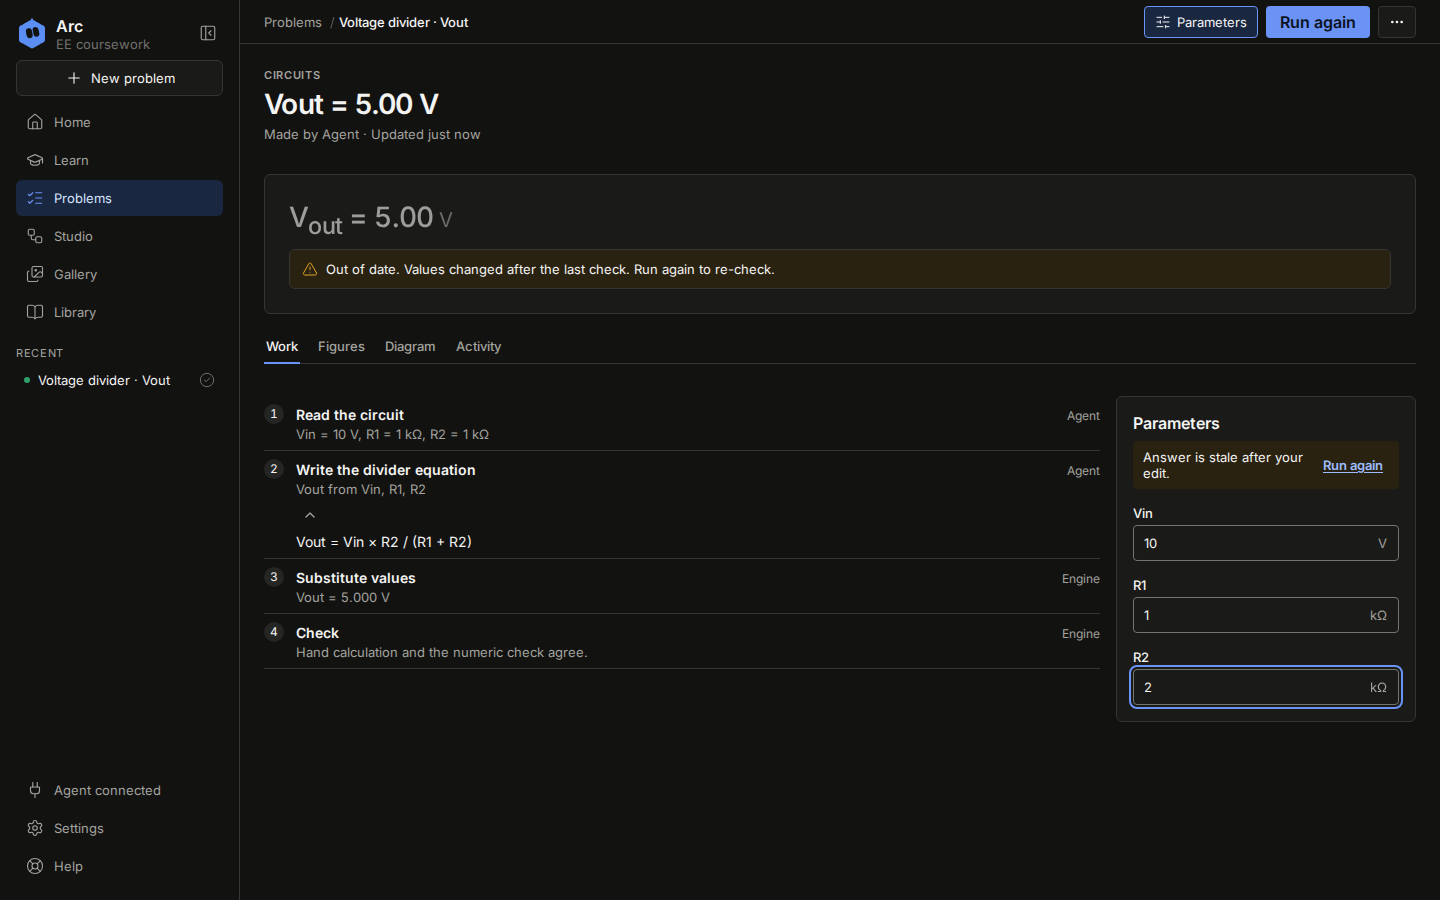 Arc
EE coursework
New problem
Home
Learn
Problems
Studio
Gallery
Library
RECENT
Voltage divider · Vout
Agent connected
Settings
Help
Problems / Voltage divider · Vout
Parameters
Run again
CIRCUITS
Vout = 5.00 V
Made by Agent · Updated just now
Vout = 5.00 V
Out of date. Values changed after the last check. Run again to re-check.
Work
Figures
Diagram
Activity
1 Read the circuit
Agent
Vin = 10 V, R1 = 1 kΩ, R2 = 1 kΩ
2 Write the divider equation
Agent
Vout from Vin, R1, R2
Vout = Vin × R2 / (R1 + R2)
3 Substitute values
Engine
Vout = 5.000 V
4 Check
Engine
Hand calculation and the numeric check agree.
Parameters
Answer is stale after your
edit.
Run again
Vin
10 V
R1
1 kΩ
R2
2 kΩ